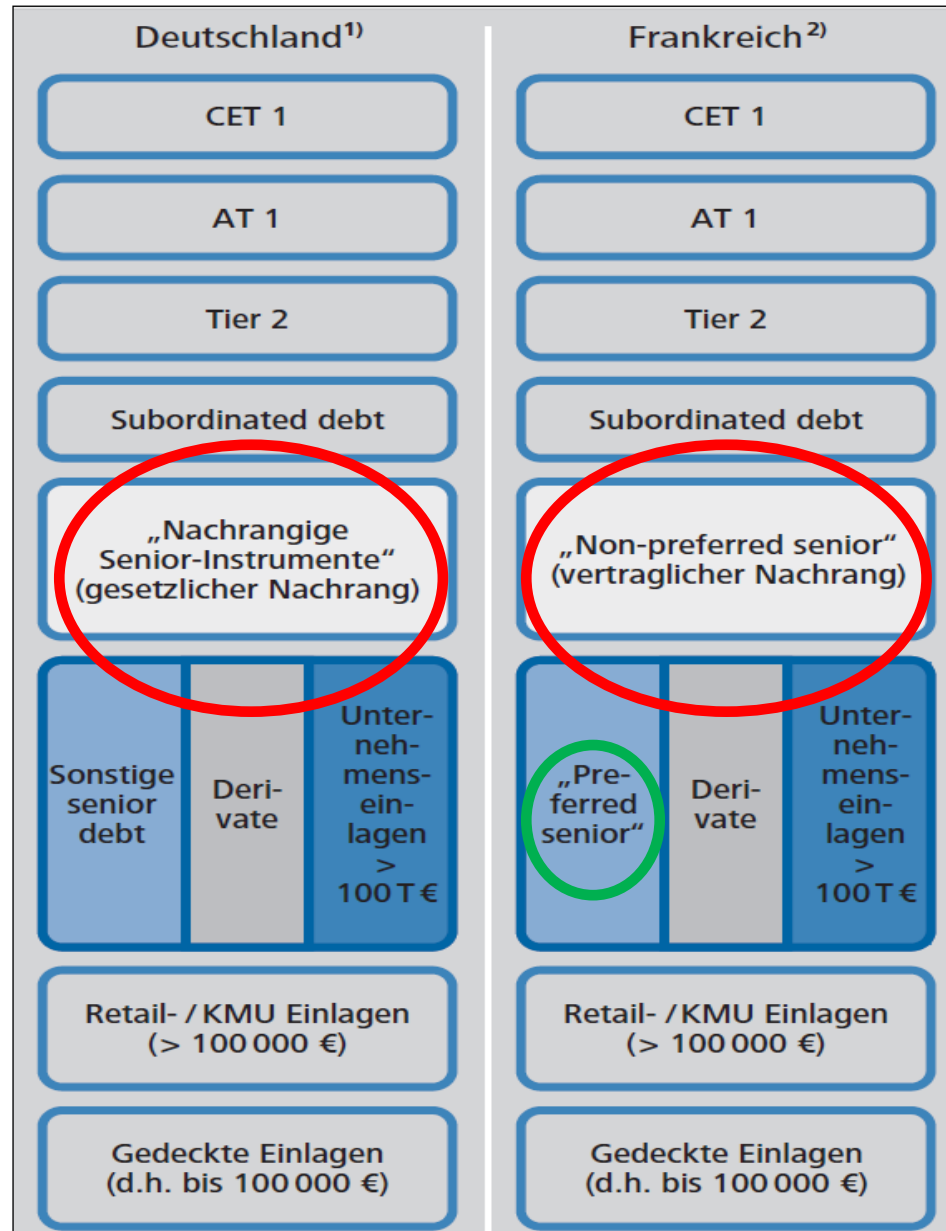 Deutschland¹⁾
CET 1
AT 1
Tier 2
Subordinated debt
„Nachrangige
Senior-Instrumente“
(gesetzlicher Nachrang)
Sonstige
senior
debt
Deri-
vate
Unter-
neh-
mens-
ein-
lagen
>
100 T €
Retail- / KMU Einlagen
(> 100 000 €)
Gedeckte Einlagen
(d.h. bis 100 000 €)
Frankreich²⁾
CET 1
AT 1
Tier 2
Subordinated debt
„Non-preferred senior“
(vertraglicher Nachrang)
„Pre-
ferred
senior“
Deri-
vate
Unter-
neh-
mens-
ein-
lagen
>
100 T €
Retail- / KMU Einlagen
(> 100 000 €)
Gedeckte Einlagen
(d.h. bis 100 000 €)